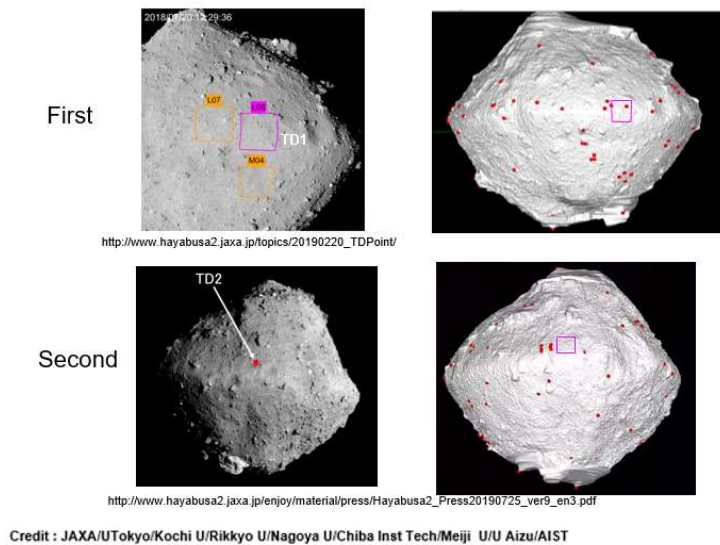 2018/07/20 12:29:36
First
L07
L08
TD1
M04
http://www.hayabusa2.jaxa.jp/topics/20190220_TDPoint/
TD2
Second
http://www.hayabusa2.jaxa.jp/enjoy/material/press/Hayabusa2_Press20190725_ver9_en3.pdf
Credit : JAXA/UTokyo/Kochi U/Rikkyo U/Nagoya U/Chiba Inst Tech/Meiji U/U Aizu/AIST